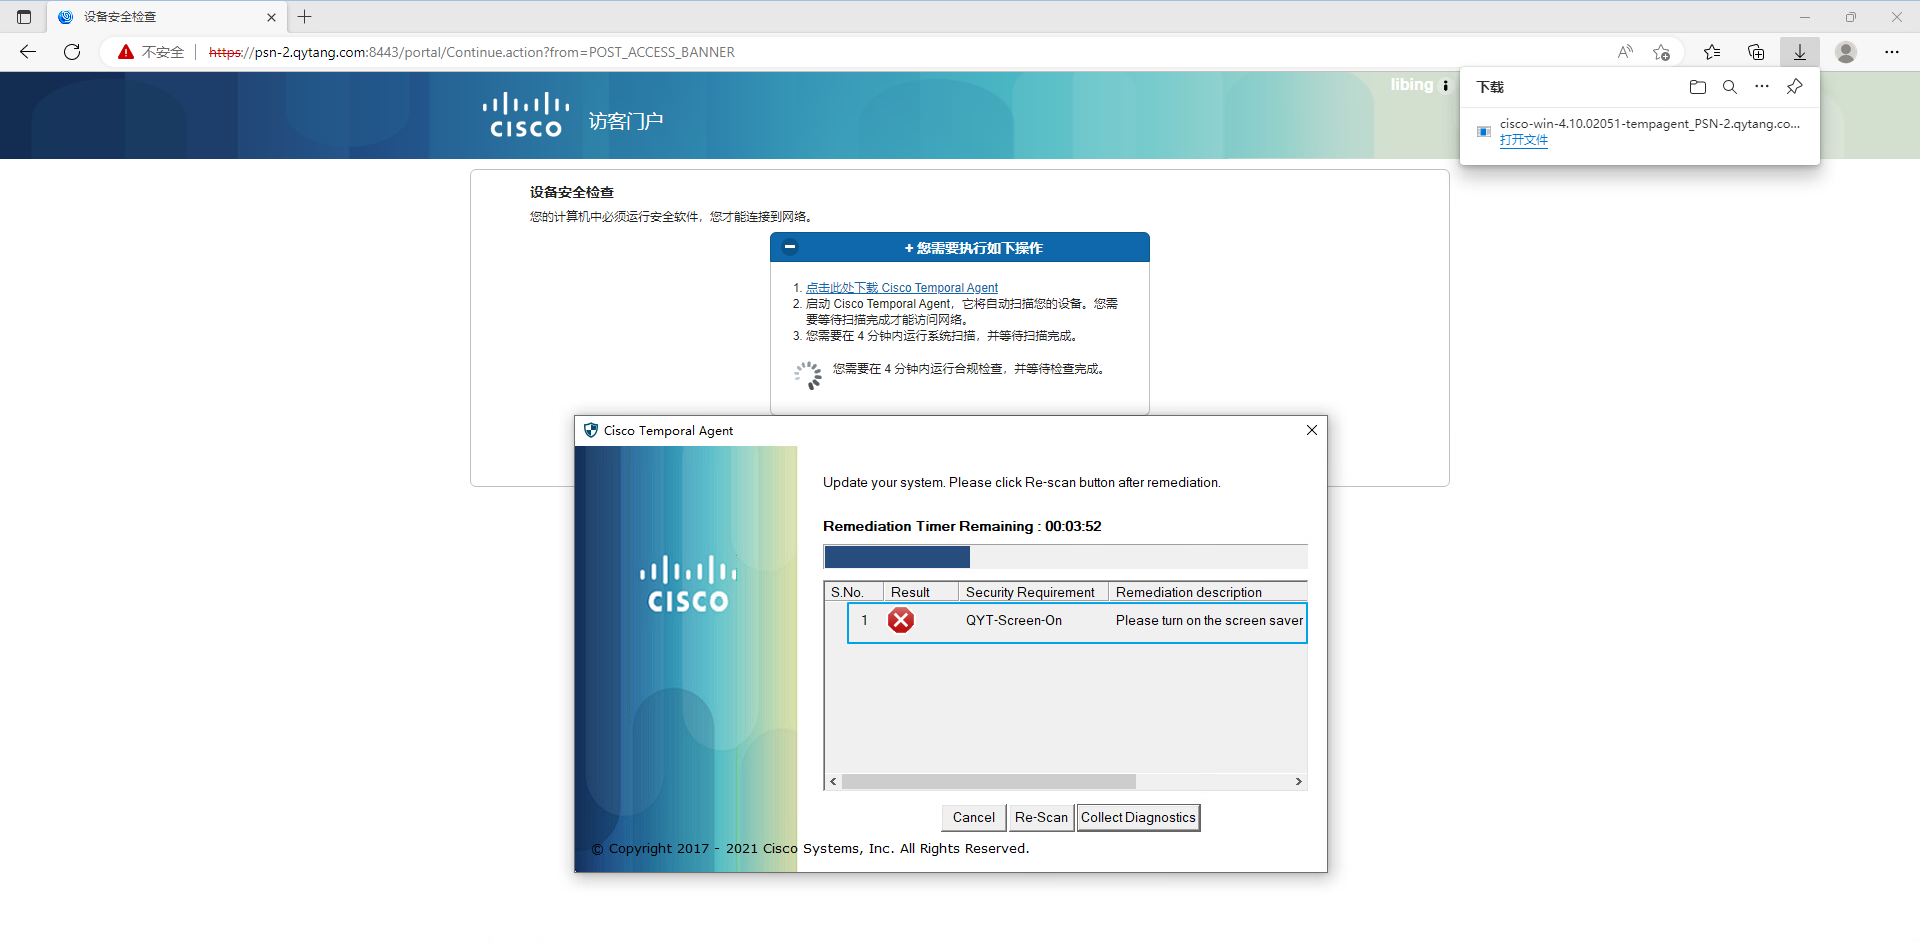 设备安全检查
不安全
https://psn-2.qytang.com:8443/portal/Continue.action?from=POST_ACCESS_BANNER
libing
下载
cisco-win-4.10.02051-tempagent_PSN-2.qytang.co...
打开文件
CISCO
访客门户
设备安全检查
您的计算机中必须运行安全软件，您才能连接到网络。
+ 您需要执行如下操作
1. 点击此处下载 Cisco Temporal Agent
2. 启动 Cisco Temporal Agent，它将自动扫描您的设备。您需
要等待扫描完成才能访问网络。
3. 您需要在 4 分钟内运行系统扫描，并等待扫描完成。
您需要在 4 分钟内运行合规检查，并等待检查完成。
Cisco Temporal Agent
Update your system. Please click Re-scan button after remediation.
Remediation Timer Remaining : 00:03:52
S.No. Result Security Requirement Remediation description
1 QYT-Screen-On Please turn on the screen saver
CISCO
Cancel Re-Scan Collect Diagnostics
© Copyright 2017 - 2021 Cisco Systems, Inc. All Rights Reserved.